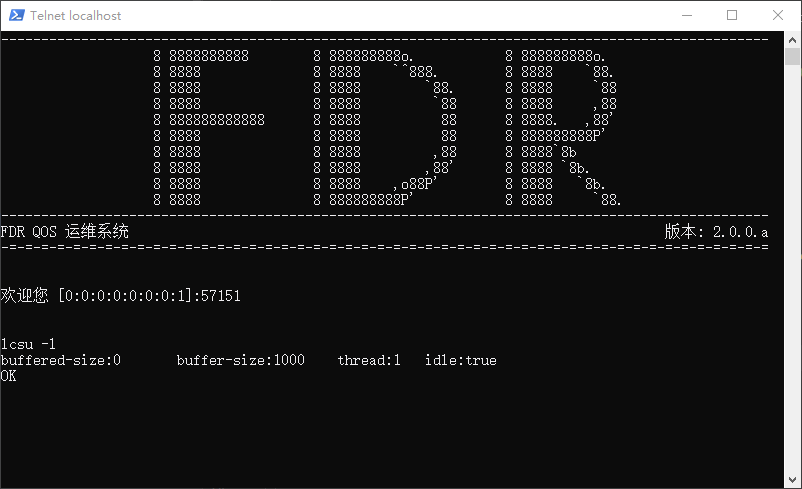 Telnet localhost
--------------------------------------------------------------------------------
8 8888888888        8 888888888o.            8 888888888o.
8 8888              8 8888    `^888.         8 8888    `88.
8 8888              8 8888        `88.       8 8888     `88
8 8888              8 8888         `88       8 8888     ,88
8 888888888888      8 8888          88       8 8888.   ,88'
8 8888              8 8888          88       8 888888888P'
8 8888              8 8888         ,88       8 8888`8b
8 8888              8 8888        ,88'       8 8888 `8b.
8 8888              8 8888    ,o88P'         8 8888   `8b.
8 8888              8 888888888P'            8 8888     `88.
--------------------------------------------------------------------------------
FDR QOS 运维系统 版本: 2.0.0.a
=-=-=-=-=-=-=-=-=-=-=-=-=-=-=-=-=-=-=-=-=-=-=-=-=-=-=-=-=-=-=-=-=-=-=-=-=-=-=-=
欢迎您 [0:0:0:0:0:0:0:1]:57151
lcsu -l
buffered-size:0       buffer-size:1000    thread:1   idle:true
OK